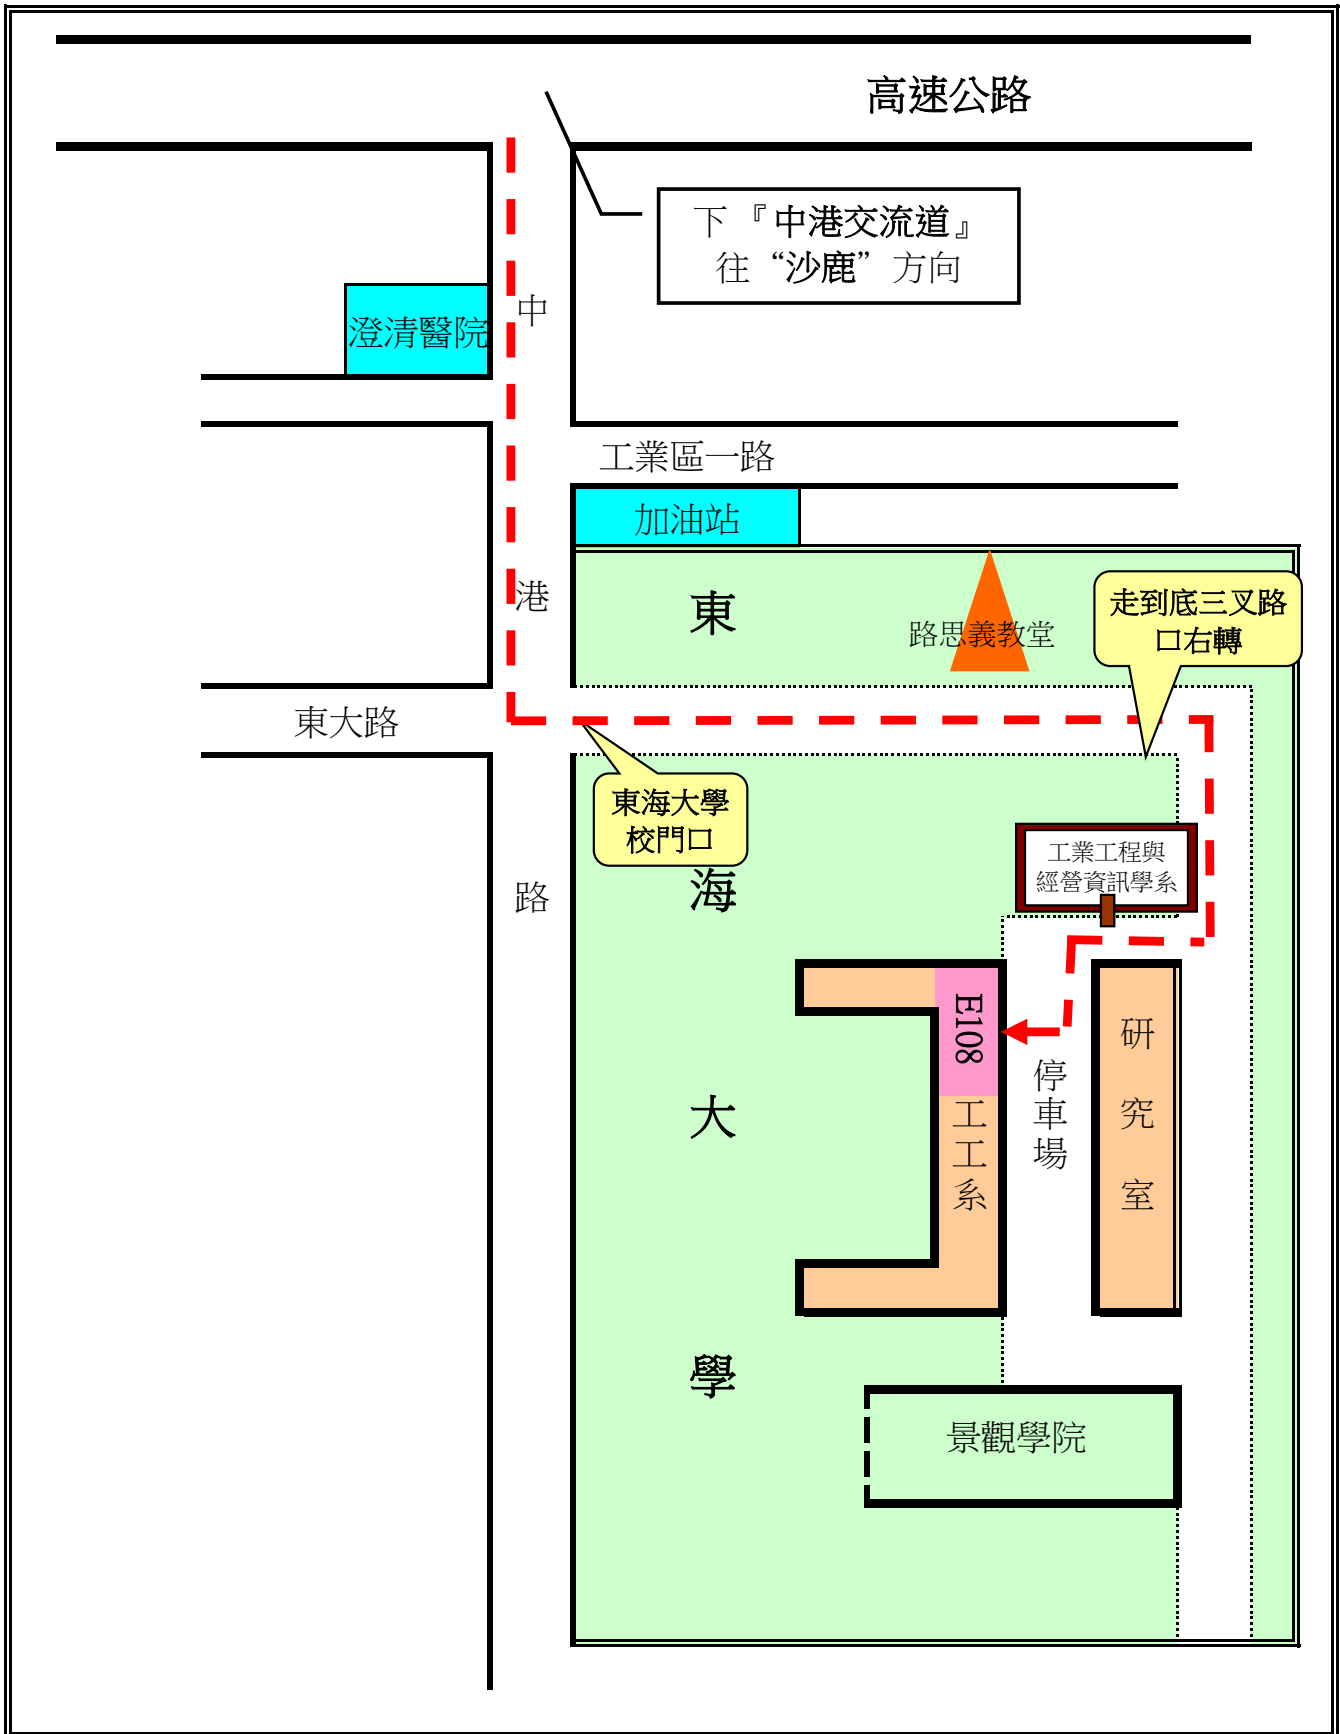 高速公路
下『中港交流道』
往“沙鹿”方向
澄清醫院
中港路
工業區一路
加油站
東海大學
路思義教堂
走到底三叉路
口右轉
東大路
東海大學
校門口
工業工程與
經營資訊學系
E108
工工系
停車場
研究室
景觀學院